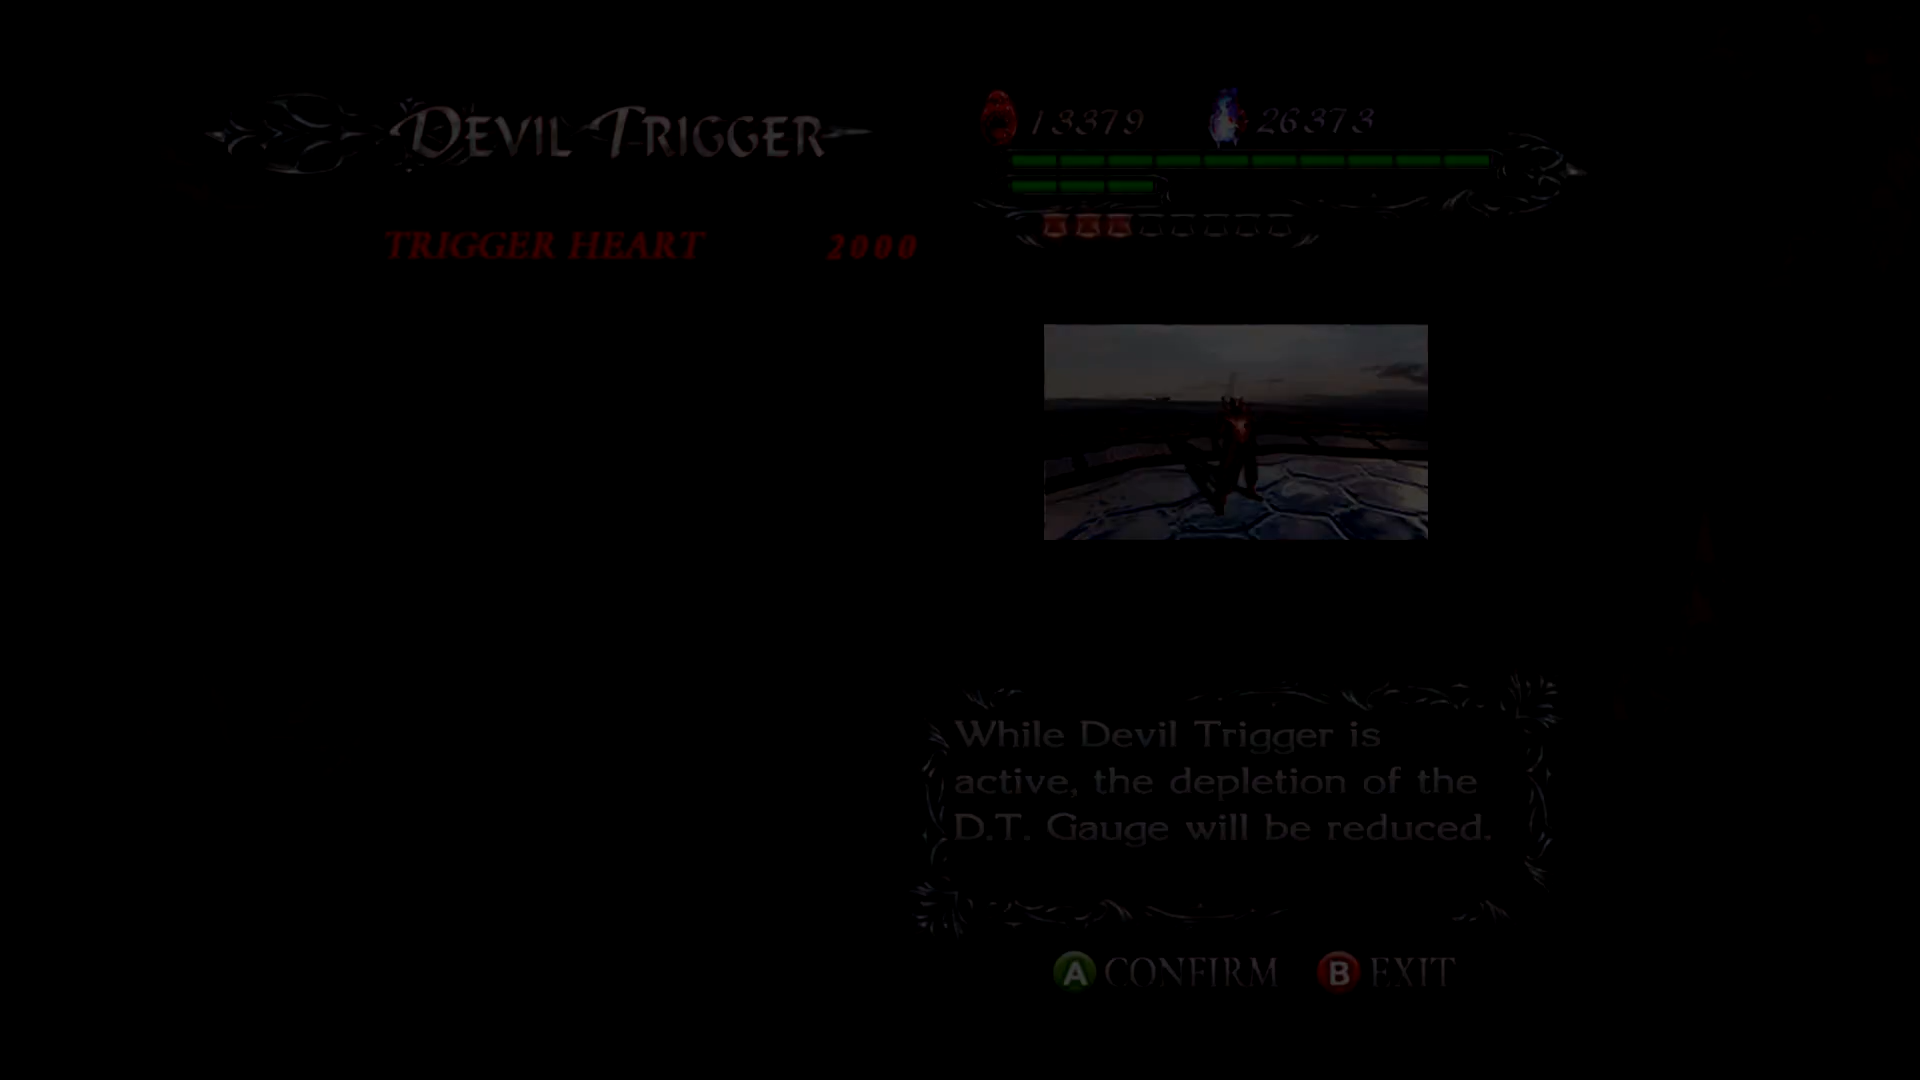 DEVIL TRIGGER
13379 26373
TRIGGER HEART 2000
While Devil Trigger is
active, the depletion of the
D.T. Gauge will be reduced.
A CONFIRM B EXIT